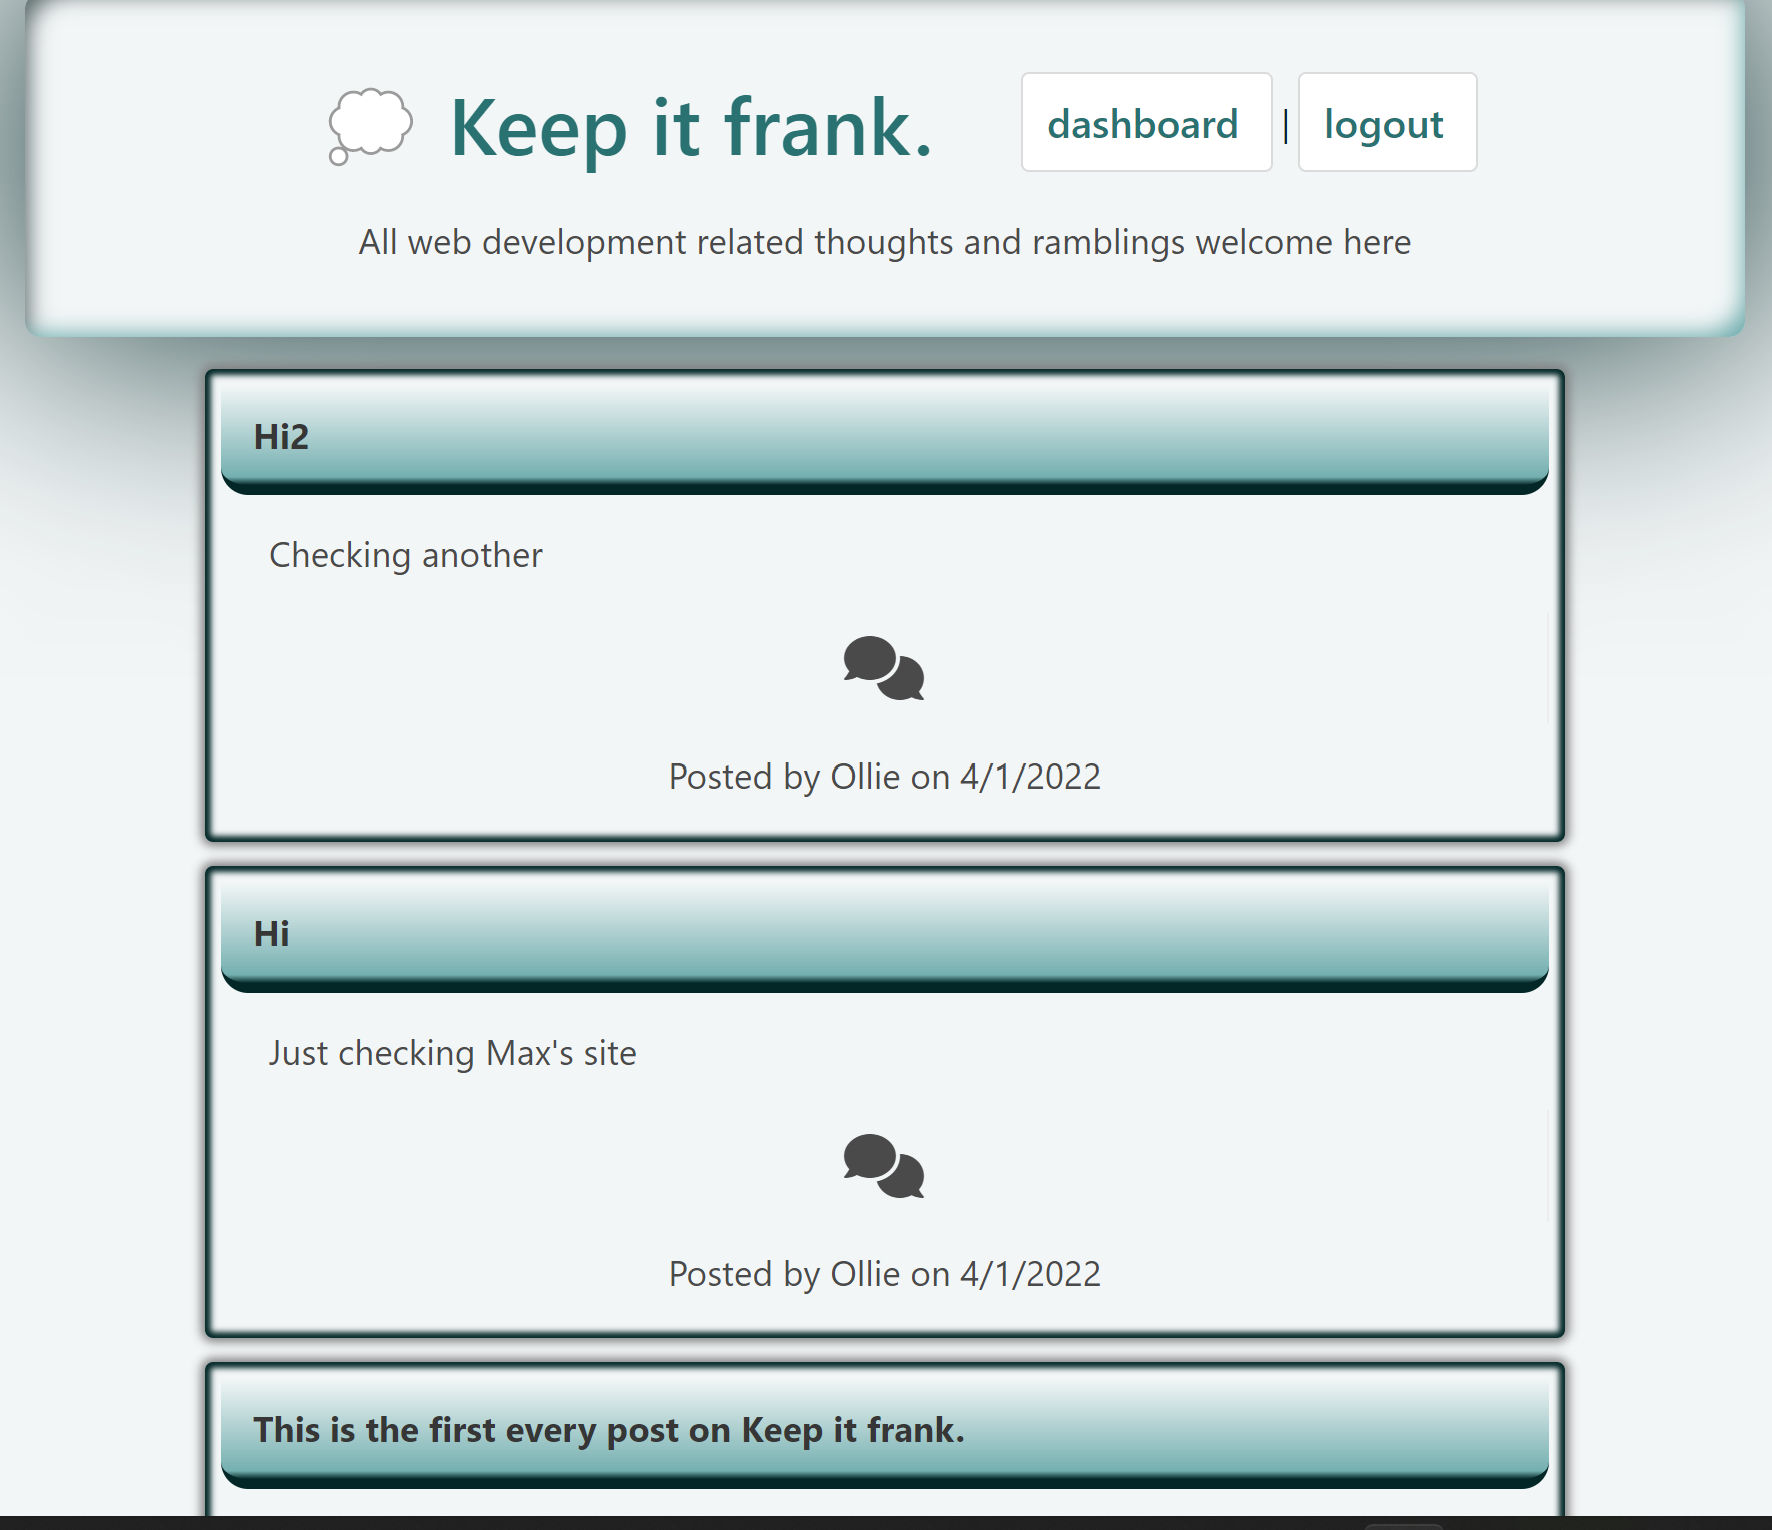 Keep it frank.
dashboard | logout
All web development related thoughts and ramblings welcome here
Hi2
Checking another
Posted by Ollie on 4/1/2022
Hi
Just checking Max's site
Posted by Ollie on 4/1/2022
This is the first every post on Keep it frank.